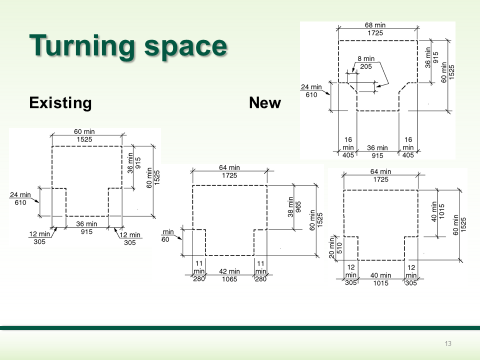 Turning space
Existing
New
68 min
1725
8 min
205
36 min
915
60 min
1525
24 min
610
16
min
405
36 min
915
16
min
405
60 min
1525
36 min
915
60 min
1525
24 min
610
36 min
915
12 min
305
12 min
305
64 min
1725
38 min
965
60 min
1525
min
60
11
min
280
42 min
1065
11
min
280
64 min
1725
40 min
1015
60 min
1525
20 min
510
12
min
305
40 min
1015
12
min
305
13